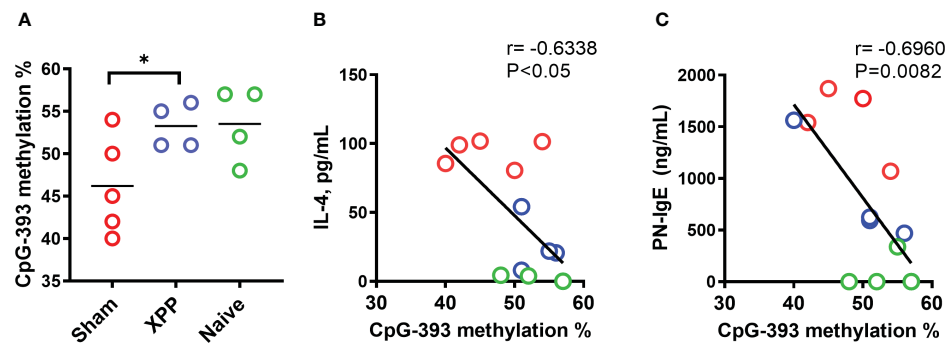 A
CpG-393 methylation %
60
55
50
45
40
35
*
Sham
XPP
Naive
B
r= -0.6338
P<0.05
IL-4, pg/mL
150
100
50
0
30
40
50
60
CpG-393 methylation %
C
r= -0.6960
P=0.0082
PN-IgE (ng/mL)
2000
1500
1000
500
0
30
40
50
60
CpG-393 methylation %